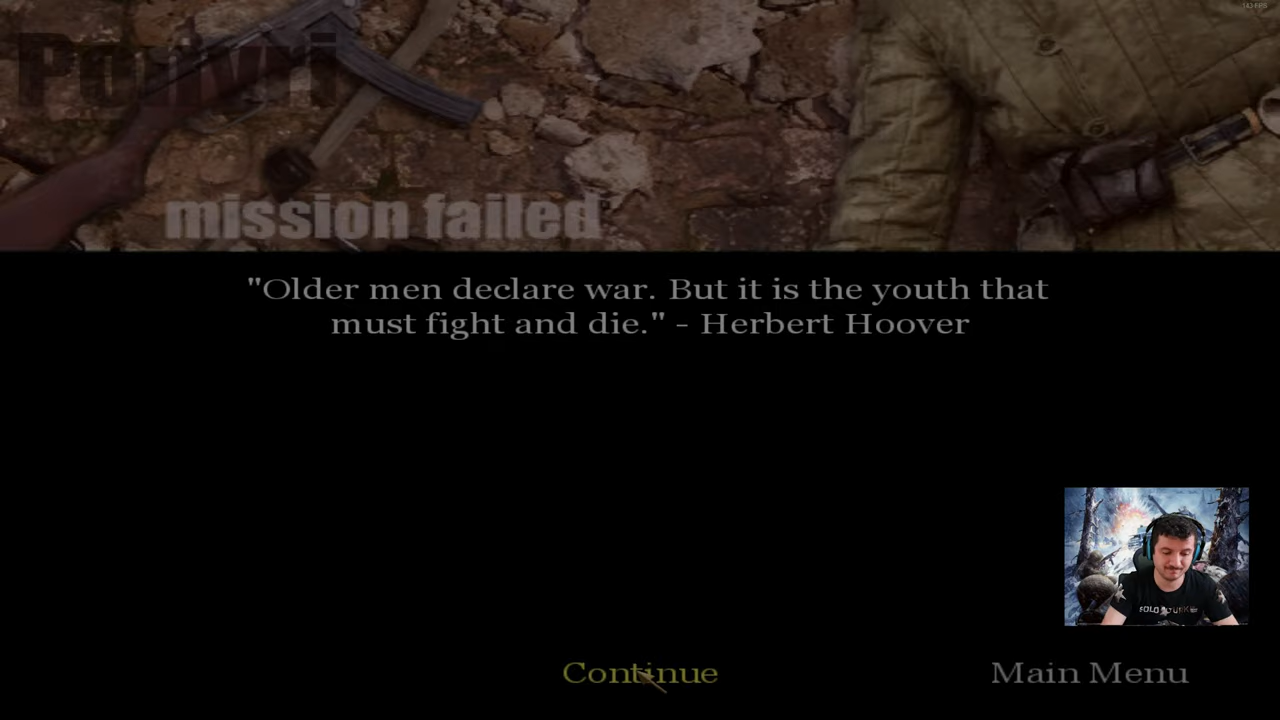 Ponyri
mission failed
"Older men declare war. But it is the youth that
must fight and die." - Herbert Hoover
Continue
Main Menu